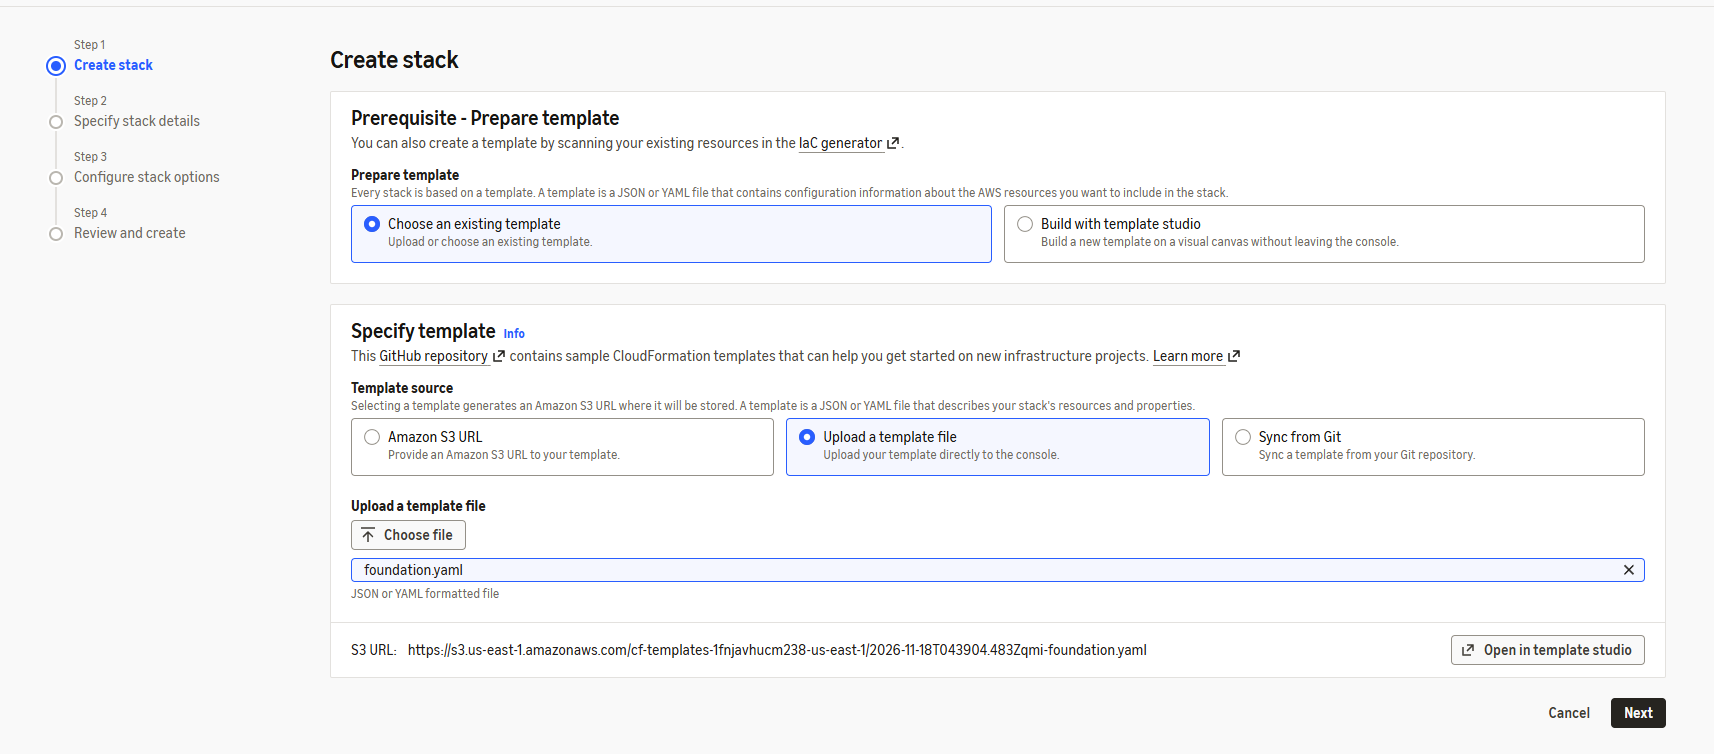 Step 1
Create stack
Step 2
Specify stack details
Step 3
Configure stack options
Step 4
Review and create
Create stack
Prerequisite - Prepare template
You can also create a template by scanning your existing resources in the IaC generator .
Prepare template
Every stack is based on a template. A template is a JSON or YAML file that contains configuration information about the AWS resources you want to include in the stack.
Choose an existing template
Upload or choose an existing template.
Build with template studio
Build a new template on a visual canvas without leaving the console.
Specify template Info
This GitHub repository contains sample CloudFormation templates that can help you get started on new infrastructure projects. Learn more
Template source
Selecting a template generates an Amazon S3 URL where it will be stored. A template is a JSON or YAML file that describes your stack's resources and properties.
Amazon S3 URL
Provide an Amazon S3 URL to your template.
Upload a template file
Upload your template directly to the console.
Sync from Git
Sync a template from your Git repository.
Upload a template file
Choose file
foundation.yaml
JSON or YAML formatted file
S3 URL: https://s3.us-east-1.amazonaws.com/cf-templates-1fnjavhucm238-us-east-1/2026-11-18T043904.483Zqmi-foundation.yaml
Open in template studio
Cancel
Next